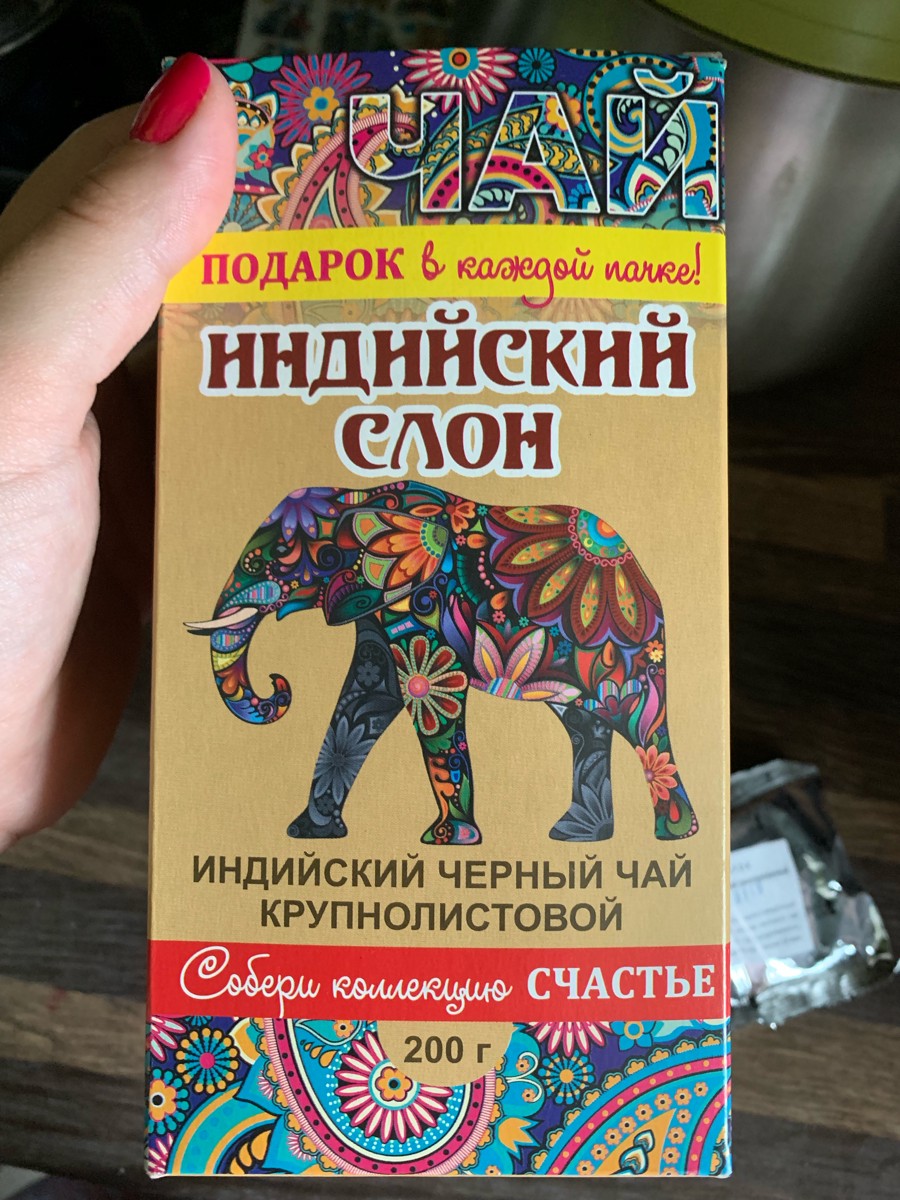 ЧАЙ
ПОДАРОК в каждой пачке!
ИНДИЙСКИЙ
СЛОН
ИНДИЙСКИЙ ЧЕРНЫЙ ЧАЙ
КРУПНОЛИСТОВОЙ
Собери коллекцию СЧАСТЬЕ
200 г